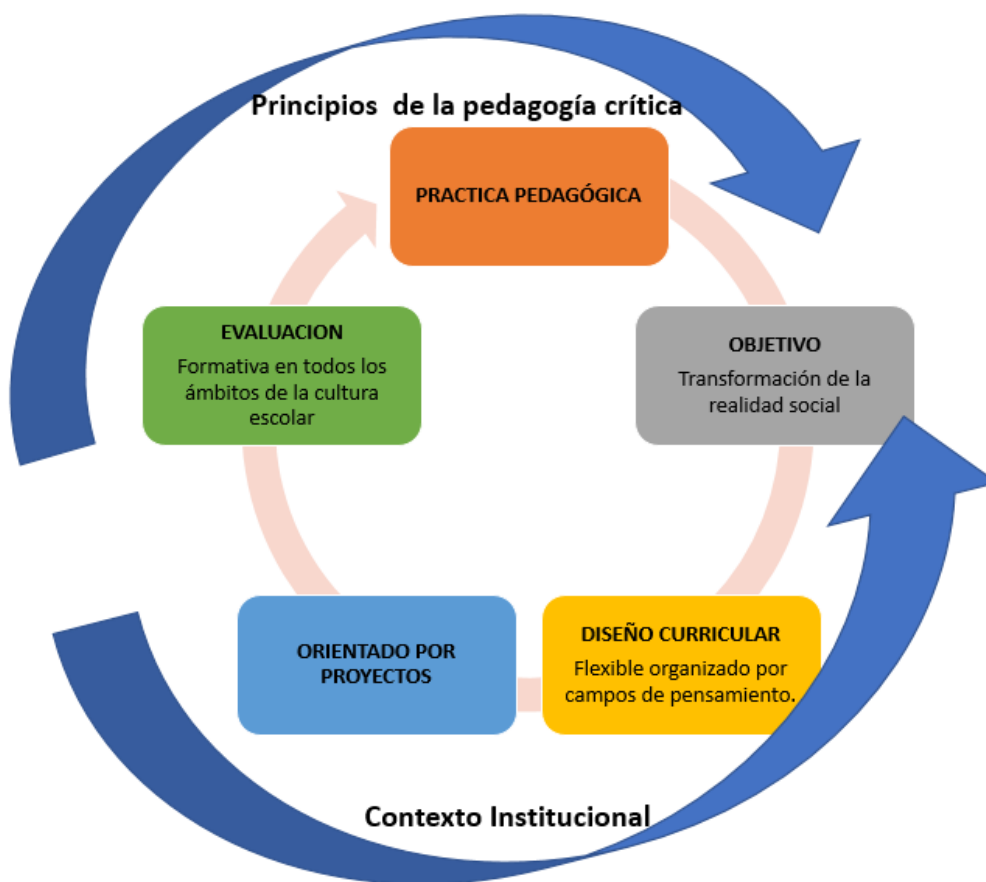 Principios de la pedagogía crítica
PRACTICA PEDAGÓGICA
EVALUACION
Formativa en todos los
ámbitos de la cultura
escolar
OBJETIVO
Transformación de la
realidad social
ORIENTADO POR
PROYECTOS
DISEÑO CURRICULAR
Flexible organizado por
campos de pensamiento.
Contexto Institucional